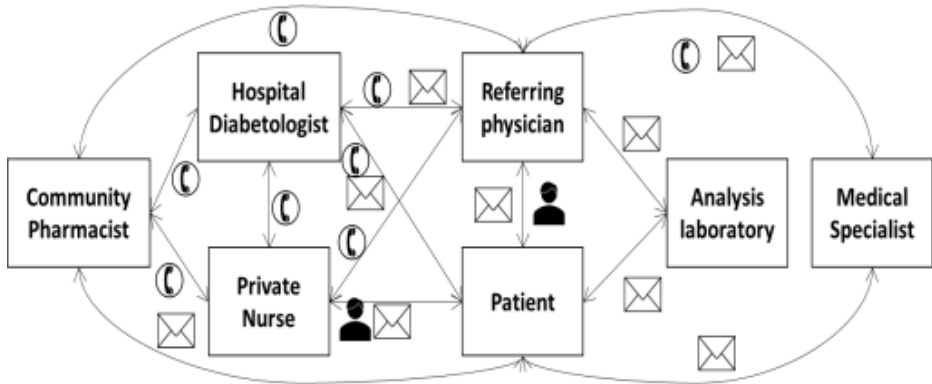 Hospital
Diabetologist
Referring
physician
Community
Pharmacist
Analysis
laboratory
Medical
Specialist
Private
Nurse
Patient